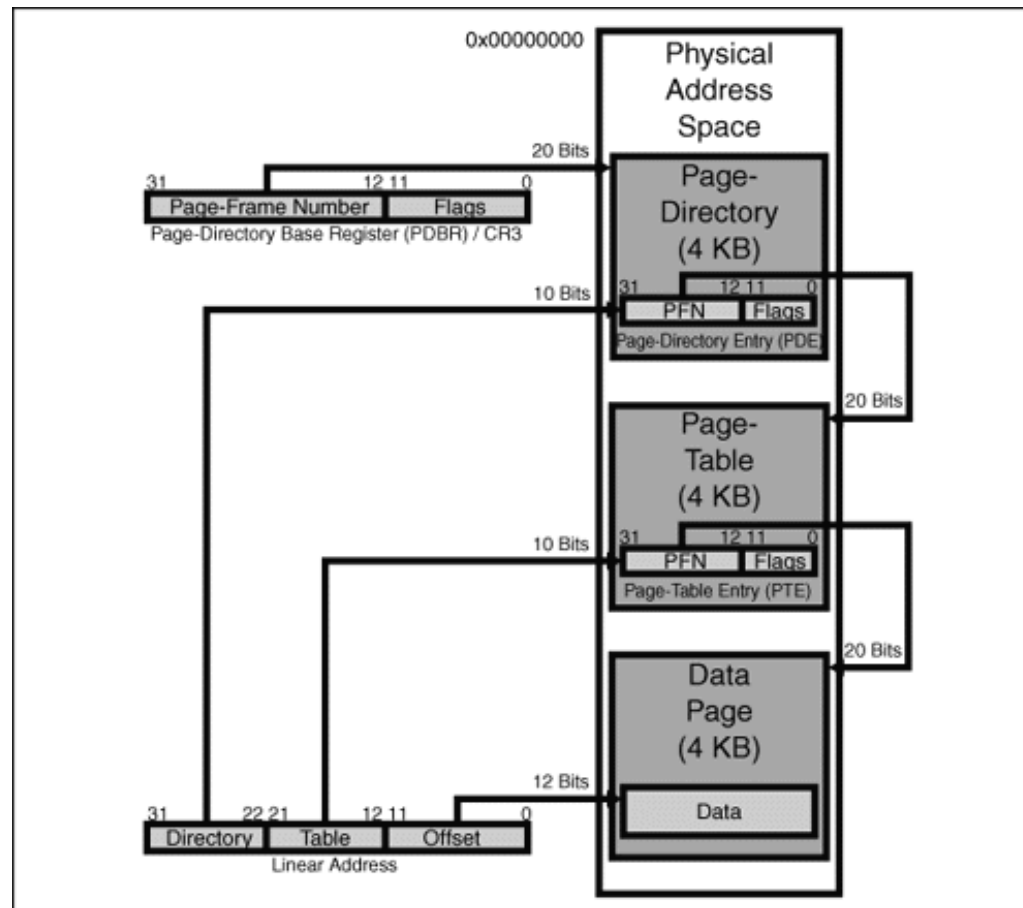 0x00000000
Physical
Address
Space
20 Bits
31 12 11 0
Page-Frame Number Flags
Page-Directory Base Register (PDBR) / CR3
Page-
Directory
(4 KB)
10 Bits
31 12 11 0
PFN Flags
Page-Directory Entry (PDE)
20 Bits
Page-
Table
(4 KB)
10 Bits
31 12 11 0
PFN Flags
Page-Table Entry (PTE)
20 Bits
Data
Page
(4 KB)
12 Bits
Data
31 22 21 12 11 0
Directory Table Offset
Linear Address